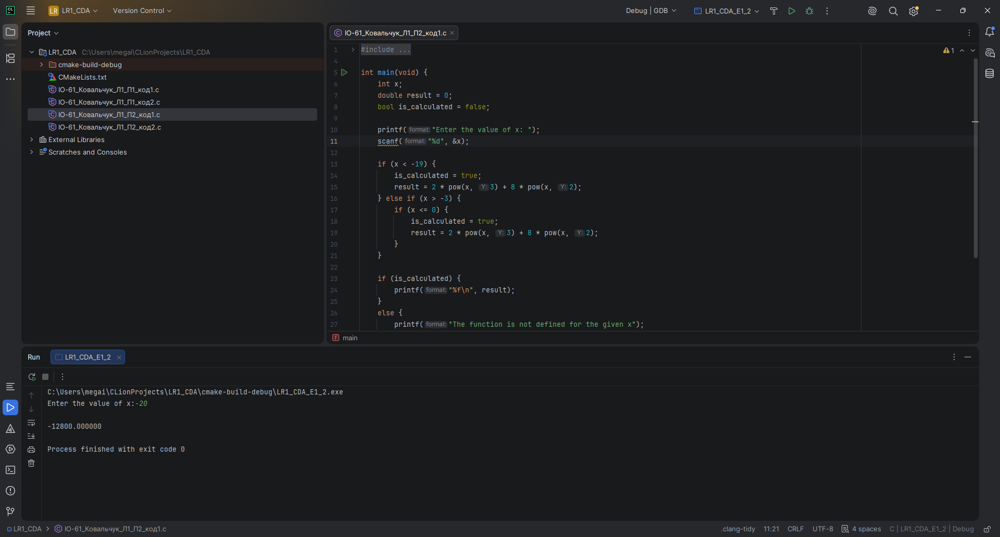 LR LR1_CDA Version Control Debug | GDB LR1_CDA_E1_2
Project
LR1_CDA C:\Users\megai\CLionProjects\LR1_CDA
cmake-build-debug
CMakeLists.txt
ІО-61_Ковальчук_Л1_П1_код1.c
ІО-61_Ковальчук_Л1_П1_код2.c
ІО-61_Ковальчук_Л1_П2_код1.c
ІО-61_Ковальчук_Л1_П2_код2.c
External Libraries
Scratches and Consoles
ІО-61_Ковальчук_Л1_П2_код1.c
1 #include ...
4
5 int main(void) {
6 int x;
7 double result = 0;
8 bool is_calculated = false;
9
10 printf( format: "Enter the value of x: ");
11 scanf( format: "%d", &x);
12
13 if (x < -19) {
14 is_calculated = true;
15 result = 2 * pow(x, Y: 3) + 8 * pow(x, Y: 2);
16 } else if (x > -3) {
17 if (x <= 0) {
18 is_calculated = true;
19 result = 2 * pow(x, Y: 3) + 8 * pow(x, Y: 2);
20 }
21 }
22
23 if (is_calculated) {
24 printf( format: "%f\n", result);
25 }
26 else {
27 printf( format: "The function is not defined for the given x");
1
f main
Run LR1_CDA_E1_2
C:\Users\megai\CLionProjects\LR1_CDA\cmake-build-debug\LR1_CDA_E1_2.exe
Enter the value of x:-20
-12800.000000
Process finished with exit code 0
LR1_CDA > ІО-61_Ковальчук_Л1_П2_код1.c
.clang-tidy 11:21 CRLF UTF-8 4 spaces C | LR1_CDA_E1_2 | Debug